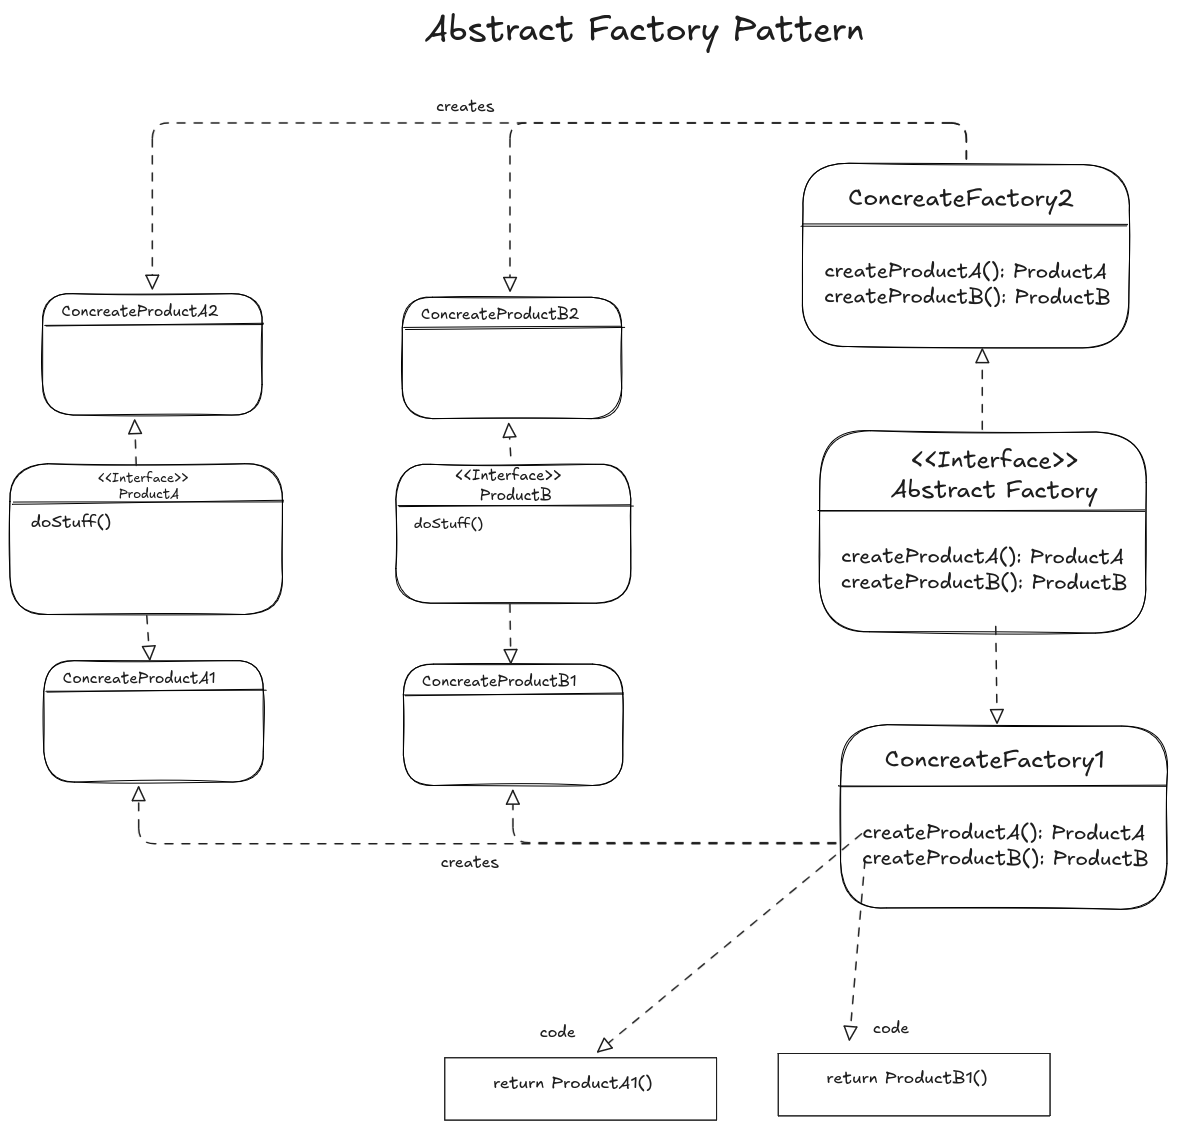 Abstract Factory Pattern
creates
ConcreateFactory2
createProductA(): ProductA
createProductB(): ProductB
ConcreateProductA2
ConcreateProductB2
<<Interface>>
ProductA
doStuff()
<<Interface>>
ProductB
doStuff()
<<Interface>>
Abstract Factory
createProductA(): ProductA
createProductB(): ProductB
ConcreateProductA1
ConcreateProductB1
ConcreateFactory1
createProductA(): ProductA
createProductB(): ProductB
creates
code
code
return ProductA1()
return ProductB1()